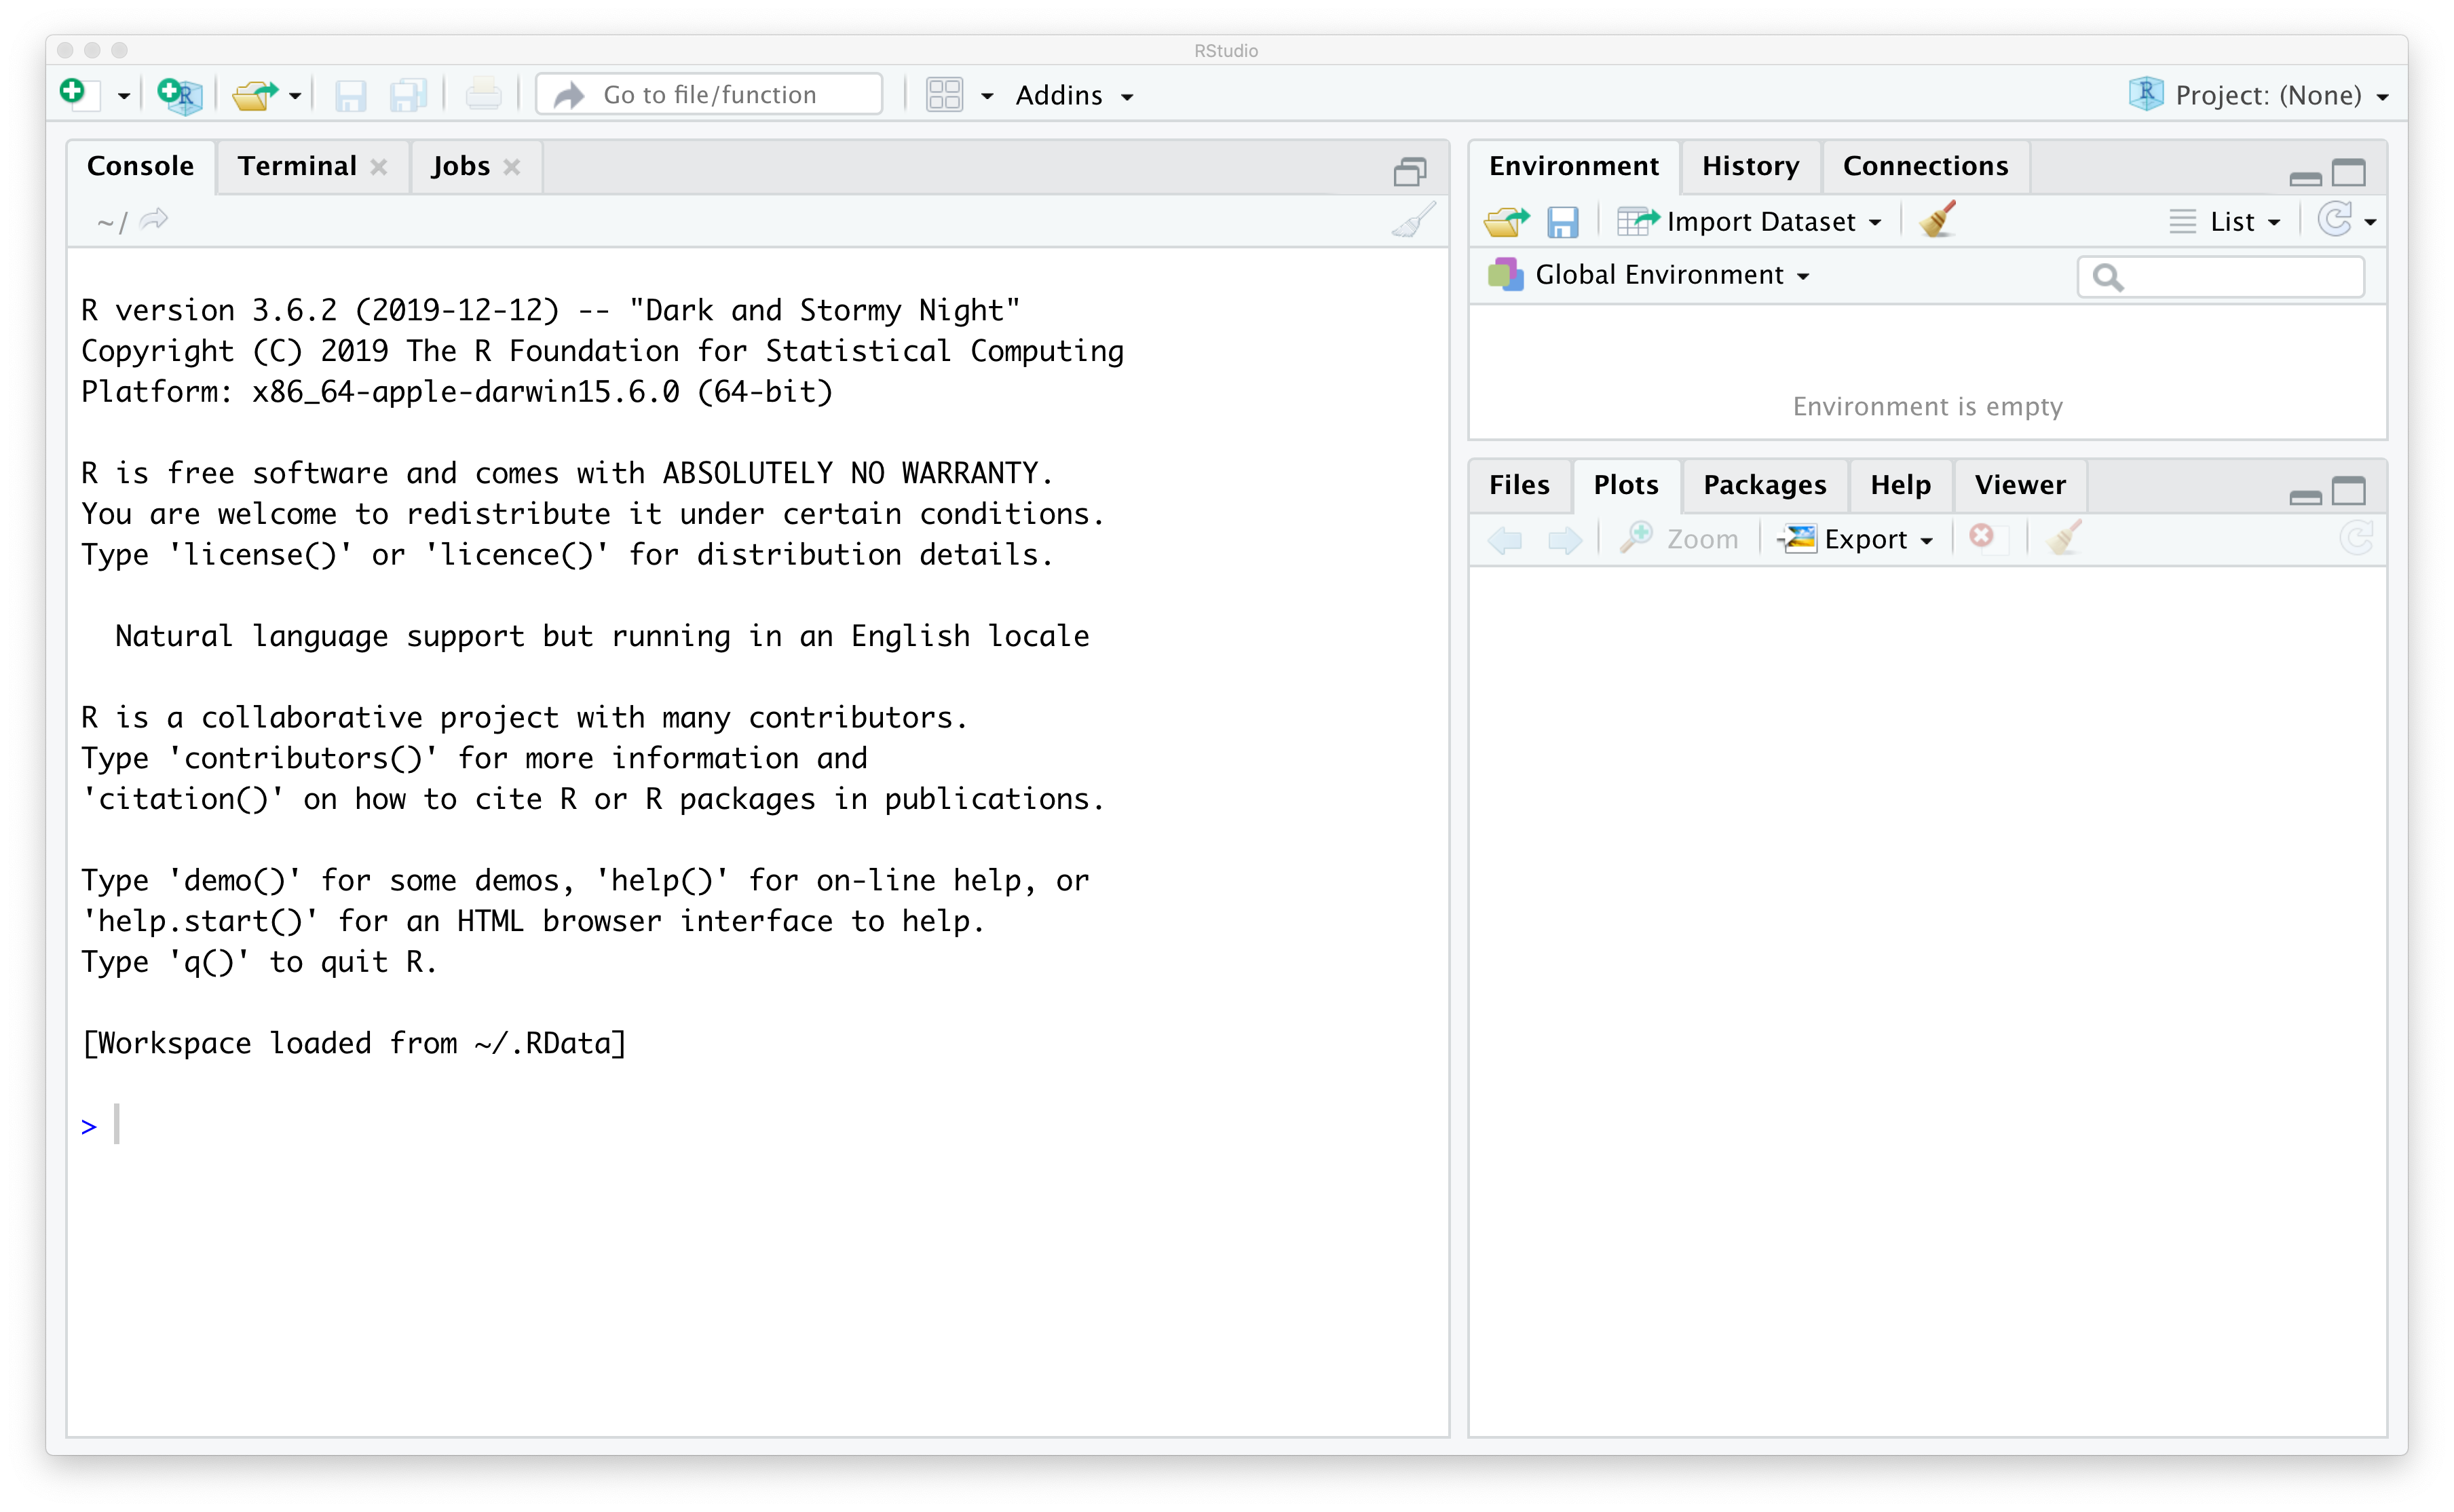 RStudio
Go to file/function
Addins
Project: (None)
Console Terminal Jobs
~/
R version 3.6.2 (2019-12-12) -- "Dark and Stormy Night"
Copyright (C) 2019 The R Foundation for Statistical Computing
Platform: x86_64-apple-darwin15.6.0 (64-bit)
R is free software and comes with ABSOLUTELY NO WARRANTY.
You are welcome to redistribute it under certain conditions.
Type 'license()' or 'licence()' for distribution details.
Natural language support but running in an English locale
R is a collaborative project with many contributors.
Type 'contributors()' for more information and
'citation()' on how to cite R or R packages in publications.
Type 'demo()' for some demos, 'help()' for on-line help, or
'help.start()' for an HTML browser interface to help.
Type 'q()' to quit R.
[Workspace loaded from ~/.RData]
>
Environment History Connections
Import Dataset List
Global Environment
Environment is empty
Files Plots Packages Help Viewer
Zoom Export